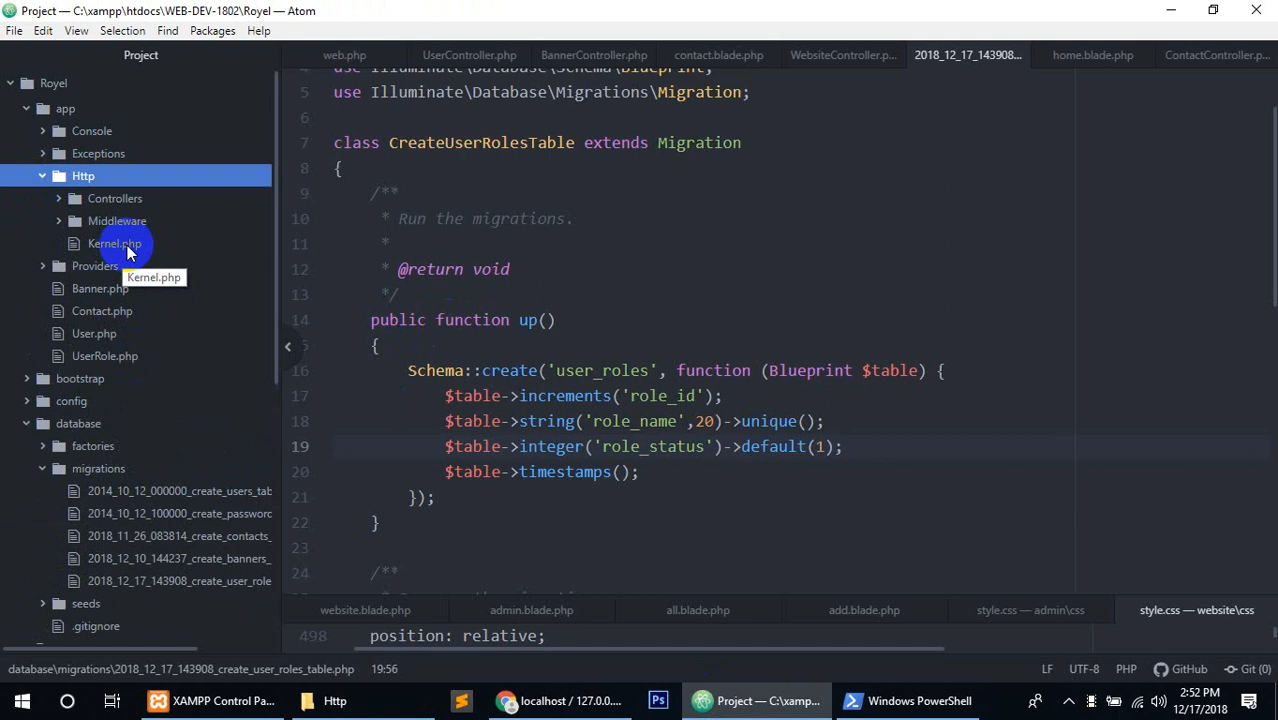 Project — C:\xampp\htdocs\WEB-DEV-1802\Royel — Atom
File Edit View Selection Find Packages Help
Project
Royel
app
Console
Exceptions
Http
Controllers
Middleware
Kernel.php
Providers
Kernel.php
Banner.php
Contact.php
User.php
UserRole.php
bootstrap
config
database
factories
migrations
2014_10_12_000000_create_users_tab
2014_10_12_100000_create_password
2018_11_26_083814_create_contacts_
2018_12_10_144237_create_banners_
2018_12_17_143908_create_user_role
seeds
.gitignore
web.php UserController.php BannerController.php contact.blade.php WebsiteController.p... 2018_12_17_143908... home.blade.php ContactController.p...
use Illuminate\Database\Schema\Blueprint;
5 use Illuminate\Database\Migrations\Migration;
6
7 class CreateUserRolesTable extends Migration
8 {
9 /**
10 * Run the migrations.
11 *
12 * @return void
13 */
14 public function up()
15 {
16 Schema::create('user_roles', function (Blueprint $table) {
17 $table->increments('role_id');
18 $table->string('role_name',20)->unique();
19 $table->integer('role_status')->default(1);
20 $table->timestamps();
21 });
22 }
23
24 /**
website.blade.php admin.blade.php all.blade.php add.blade.php style.css — admin\css style.css — website\css
498 position: relative;
database\migrations\2018_12_17_143908_create_user_roles_table.php 19:56 LF UTF-8 PHP GitHub Git (0)
XAMPP Control Pa... Http localhost / 127.0.0.... Ps Project — C:\xamp... Windows PowerShell 2:52 PM
12/17/2018